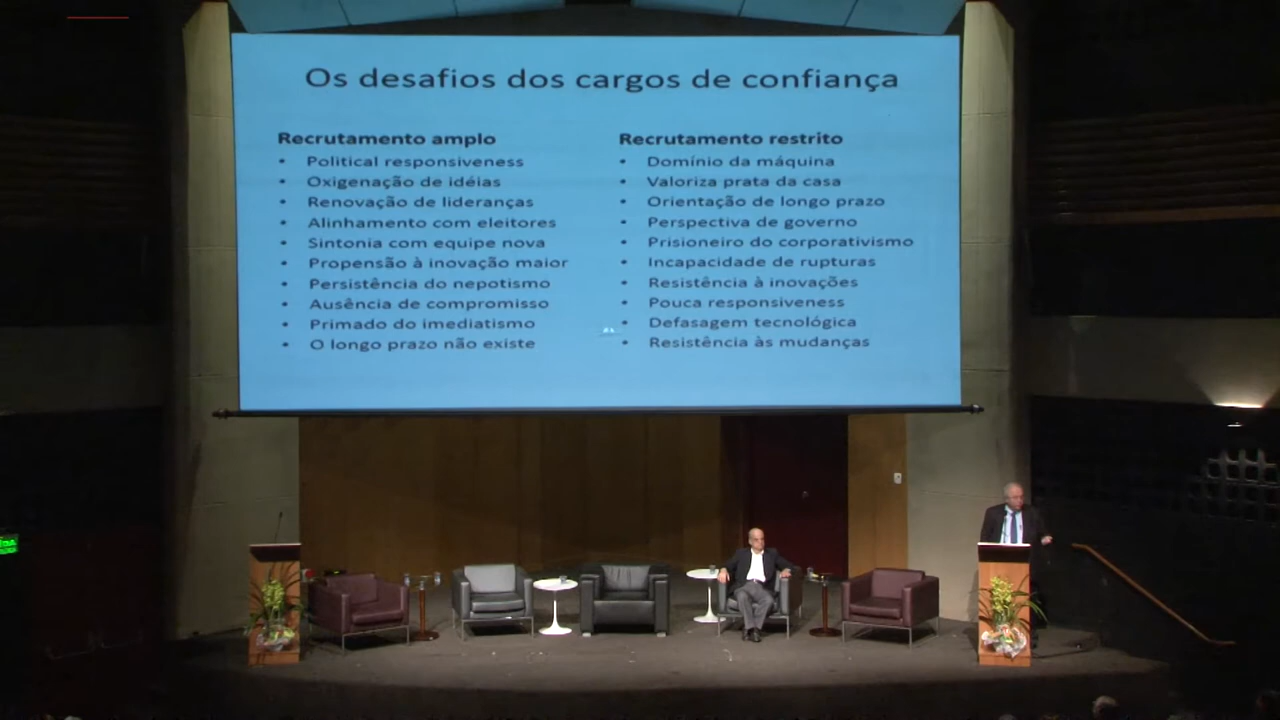 Os desafios dos cargos de confiança
Recrutamento amplo
• Political responsiveness
• Oxigenação de idéias
• Renovação de lideranças
• Alinhamento com eleitores
• Sintonia com equipe nova
• Propensão à inovação maior
• Persistência do nepotismo
• Ausência de compromisso
• Primado do imediatismo
• O longo prazo não existe
Recrutamento restrito
• Domínio da máquina
• Valoriza prata da casa
• Orientação de longo prazo
• Perspectiva de governo
• Prisioneiro do corporativismo
• Incapacidade de rupturas
• Resistência à inovações
• Pouca responsiveness
• Defasagem tecnológica
• Resistência às mudanças